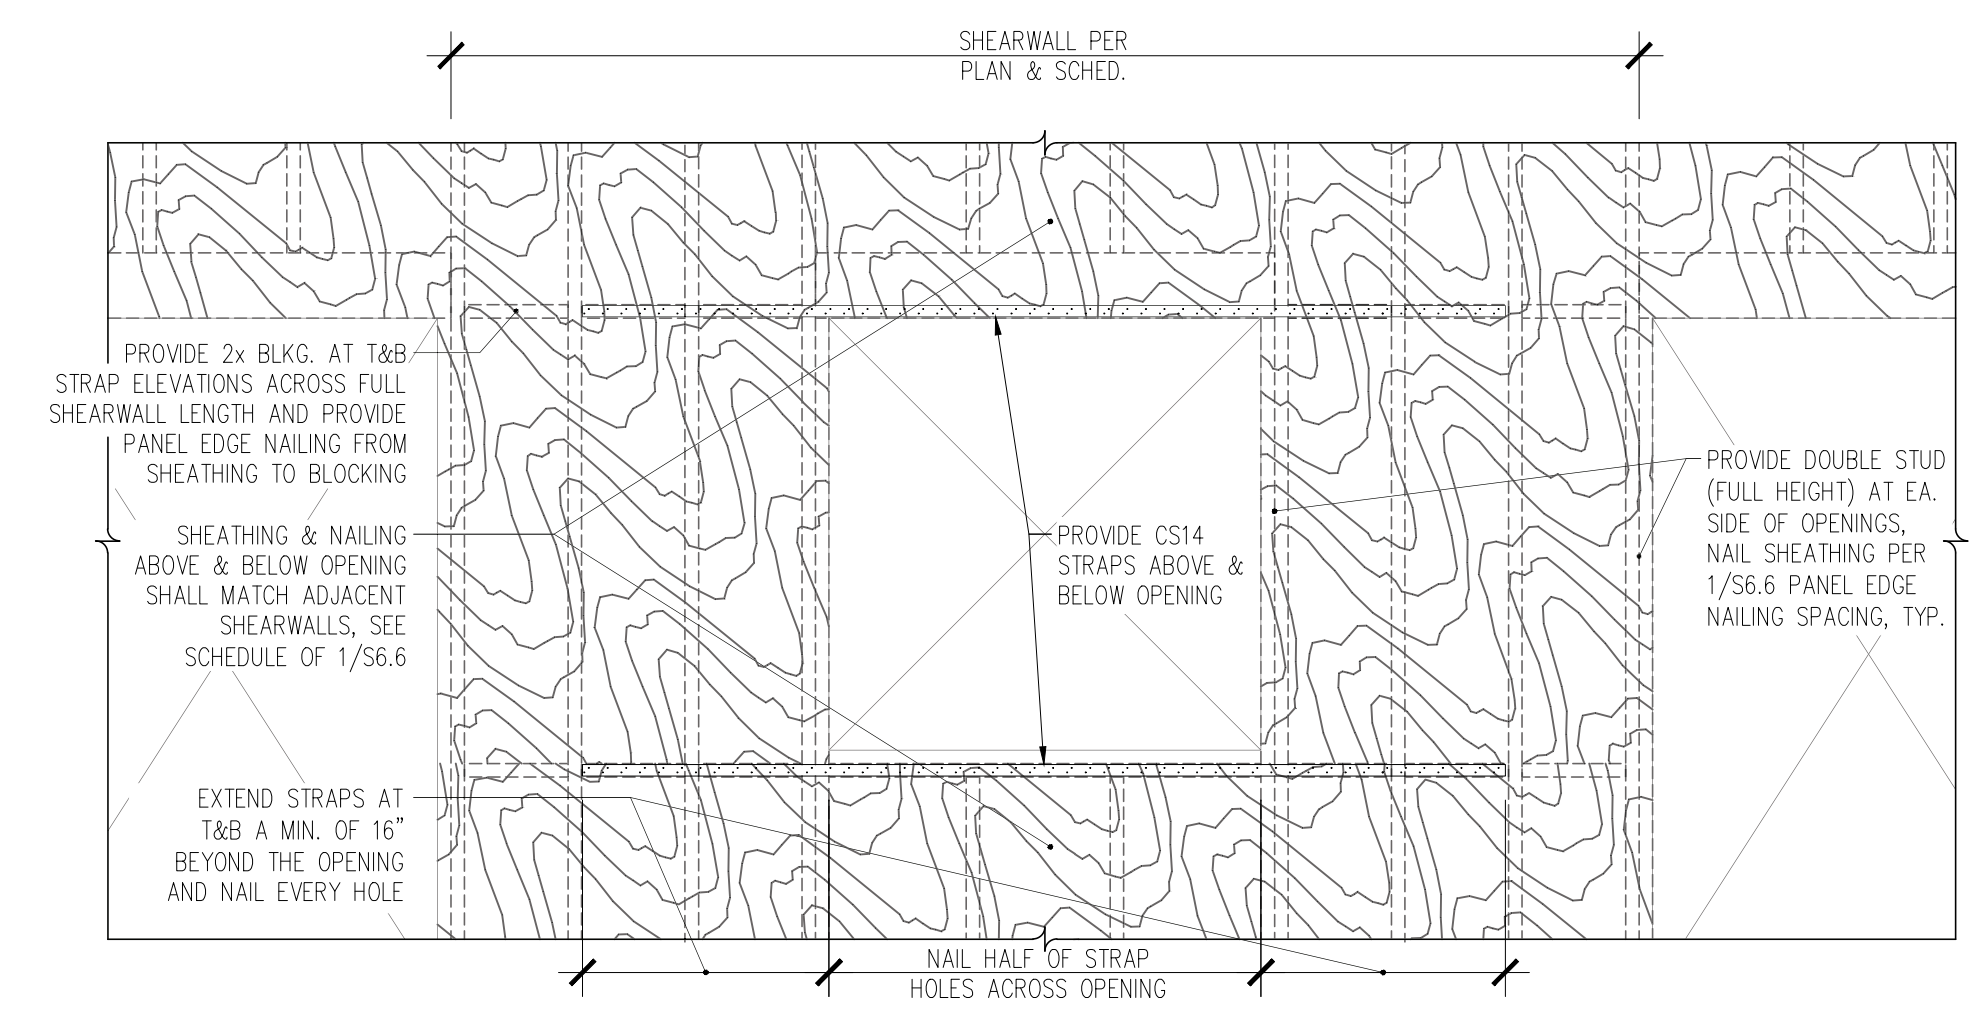 SHEARWALL PER
PLAN & SCHED.
PROVIDE 2x BLKG. AT T&B
STRAP ELEVATIONS ACROSS FULL
SHEARWALL LENGTH AND PROVIDE
PANEL EDGE NAILING FROM
SHEATHING TO BLOCKING
SHEATHING & NAILING
ABOVE & BELOW OPENING
SHALL MATCH ADJACENT
SHEARWALLS, SEE
SCHEDULE OF 1/S6.6
EXTEND STRAPS AT
T&B A MIN. OF 16”
BEYOND THE OPENING
AND NAIL EVERY HOLE
PROVIDE CS14
STRAPS ABOVE &
BELOW OPENING
PROVIDE DOUBLE STUD
(FULL HEIGHT) AT EA.
SIDE OF OPENINGS,
NAIL SHEATHING PER
1/S6.6 PANEL EDGE
NAILING SPACING, TYP.
NAIL HALF OF STRAP
HOLES ACROSS OPENING